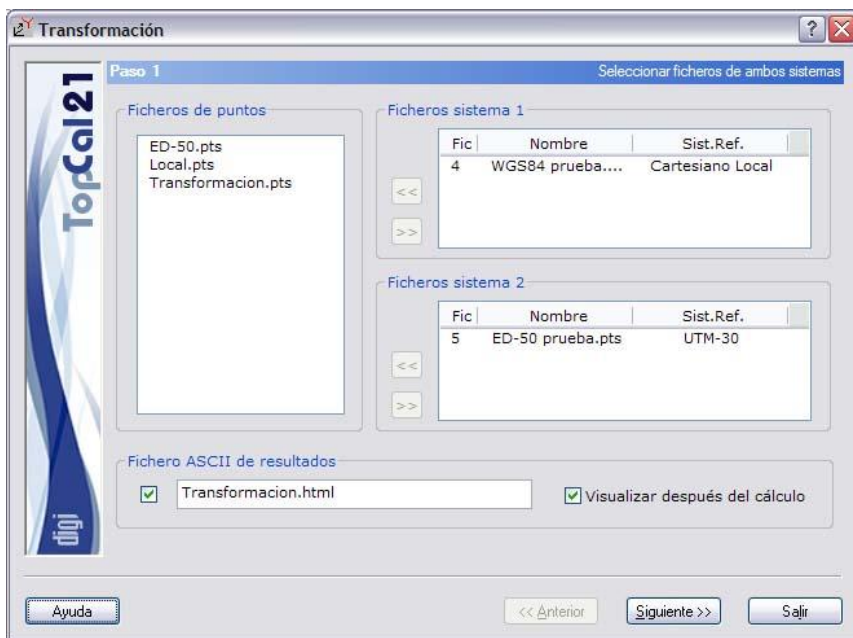 Transformación
TopCal 21
digi
Paso 1
Seleccionar ficheros de ambos sistemas
Ficheros de puntos
ED-50.pts
Local.pts
Transformacion.pts
Ficheros sistema 1
Fic Nombre Sist.Ref.
4 WGS84 prueba.... Cartesiano Local
<<
>>
Ficheros sistema 2
Fic Nombre Sist.Ref.
5 ED-50 prueba.pts UTM-30
<<
>>
Fichero ASCII de resultados
Transformacion.html
Visualizar después del cálculo
Ayuda
<< Anterior
Siguiente >>
Salir